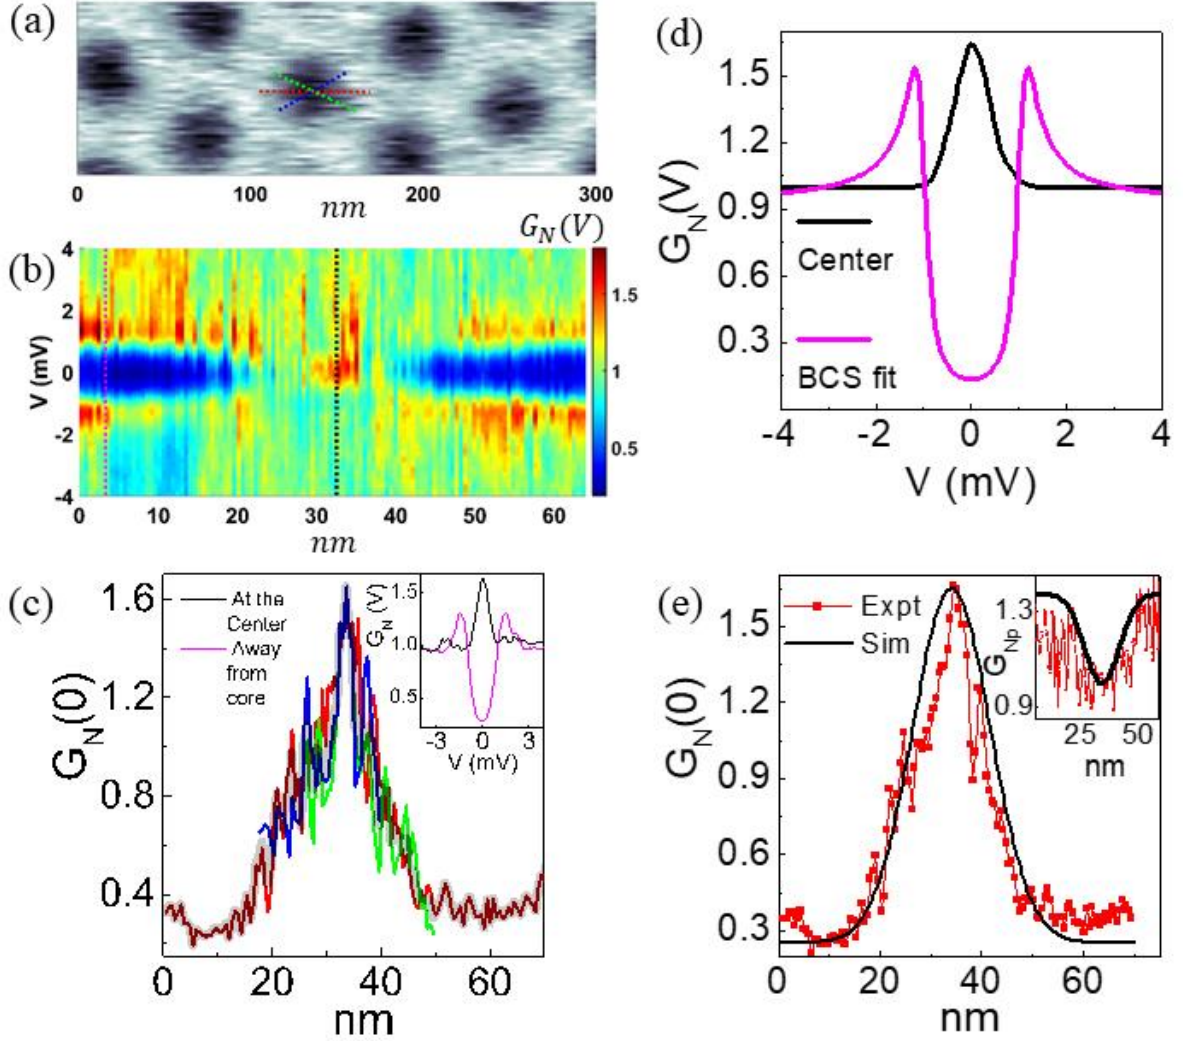 (a)
0
100
200
300
nm
G_N(V)
(b)
4
2
0
-2
-4
V (mV)
1.5
1
0.5
0
10
20
30
40
50
60
nm
(c)
1.6
1.2
0.8
0.4
G_N(0)
At the
Center
Away
from
core
G_N (V)
1.5
1.0
0.5
-3
0
3
V (mV)
0
20
40
60
nm
(d)
1.5
1.2
0.9
0.6
0.3
G_N(V)
Center
BCS fit
-4
-2
0
2
4
V (mV)
(e)
1.5
1.2
0.9
0.6
0.3
G_N(0)
Expt
Sim
G_Np
1.3
0.9
25
50
nm
0
20
40
60
nm